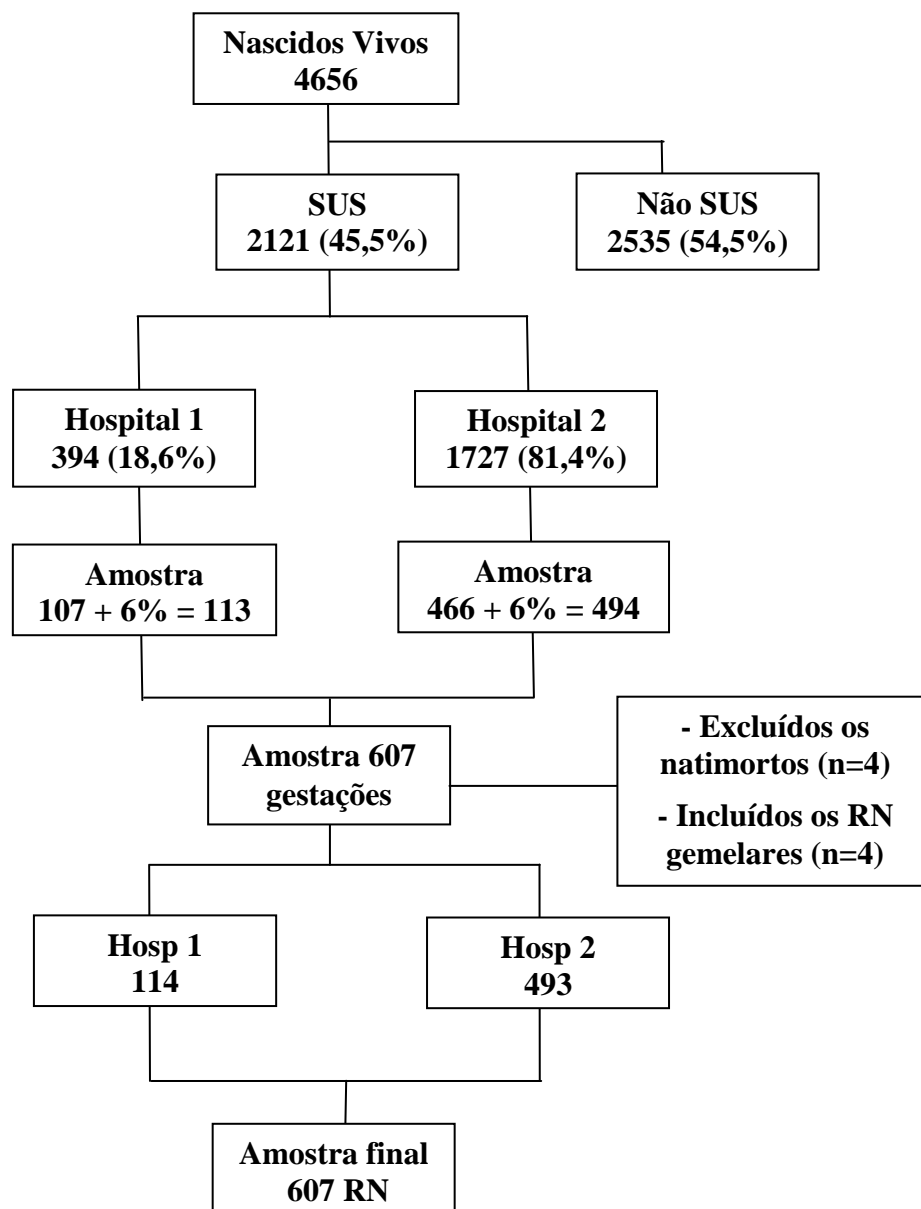 Nascidos Vivos
4656
SUS
2121 (45,5%)
Não SUS
2535 (54,5%)
Hospital 1
394 (18,6%)
Hospital 2
1727 (81,4%)
Amostra
107 + 6% = 113
Amostra
466 + 6% = 494
Amostra 607
gestações
- Excluídos os
natimortos (n=4)
- Incluídos os RN
gemelares (n=4)
Hosp 1
114
Hosp 2
493
Amostra final
607 RN